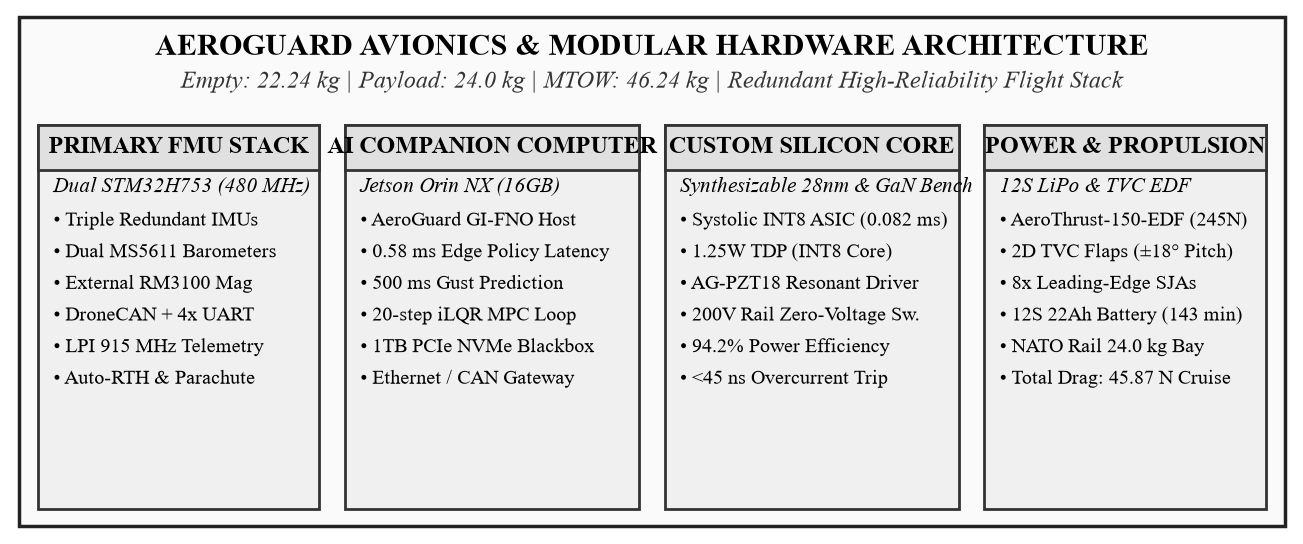 AEROGUARD AVIONICS & MODULAR HARDWARE ARCHITECTURE
Empty: 22.24 kg | Payload: 24.0 kg | MTOW: 46.24 kg | Redundant High-Reliability Flight Stack
PRIMARY FMU STACK
Dual STM32H753 (480 MHz)
• Triple Redundant IMUs
• Dual MS5611 Barometers
• External RM3100 Mag
• DroneCAN + 4x UART
• LPI 915 MHz Telemetry
• Auto-RTH & Parachute
AI COMPANION COMPUTER
Jetson Orin NX (16GB)
• AeroGuard GI-FNO Host
• 0.58 ms Edge Policy Latency
• 500 ms Gust Prediction
• 20-step iLQR MPC Loop
• 1TB PCIe NVMe Blackbox
• Ethernet / CAN Gateway
CUSTOM SILICON CORE
Synthesizable 28nm & GaN Bench
• Systolic INT8 ASIC (0.082 ms)
• 1.25W TDP (INT8 Core)
• AG-PZT18 Resonant Driver
• 200V Rail Zero-Voltage Sw.
• 94.2% Power Efficiency
• <45 ns Overcurrent Trip
POWER & PROPULSION
12S LiPo & TVC EDF
• AeroThrust-150-EDF (245N)
• 2D TVC Flaps (±18° Pitch)
• 8x Leading-Edge SJAs
• 12S 22Ah Battery (143 min)
• NATO Rail 24.0 kg Bay
• Total Drag: 45.87 N Cruise